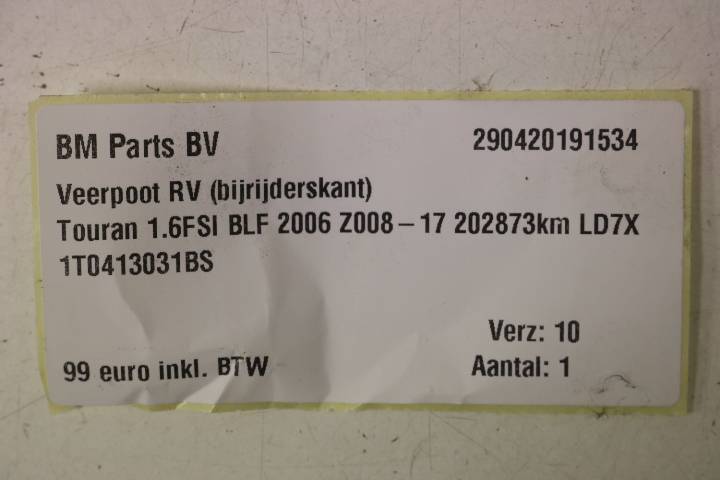 BM Parts BV 290420191534
Veerpoot RV (bijrijderskant)
Touran 1.6FSI BLF 2006 Z008-17 202873km LD7X
1T0413031BS
Verz: 10
99 euro inkl. BTW Aantal: 1